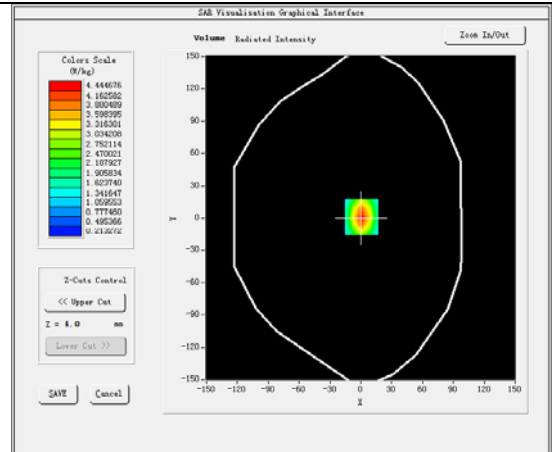 SAR Visualisation Graphical Interface
Volume Radiated Intensity
Zoom In/Out
Colors Scale
(W/kg)
4.444676
4.162582
3.880489
3.598395
3.316301
3.034208
2.752114
2.470021
2.187927
1.905834
1.623740
1.341647
1.059553
0.777460
0.495366
0.213272
Z-Cuts Control
<< Upper Cut
Z = 4.0 mm
Lower Cut >>
SAVE Cancel
150
120
90
60
30
0
-30
-60
-90
-120
-150
Y
-150 -120 -90 -60 -30 0 30 60 90 120 150
X